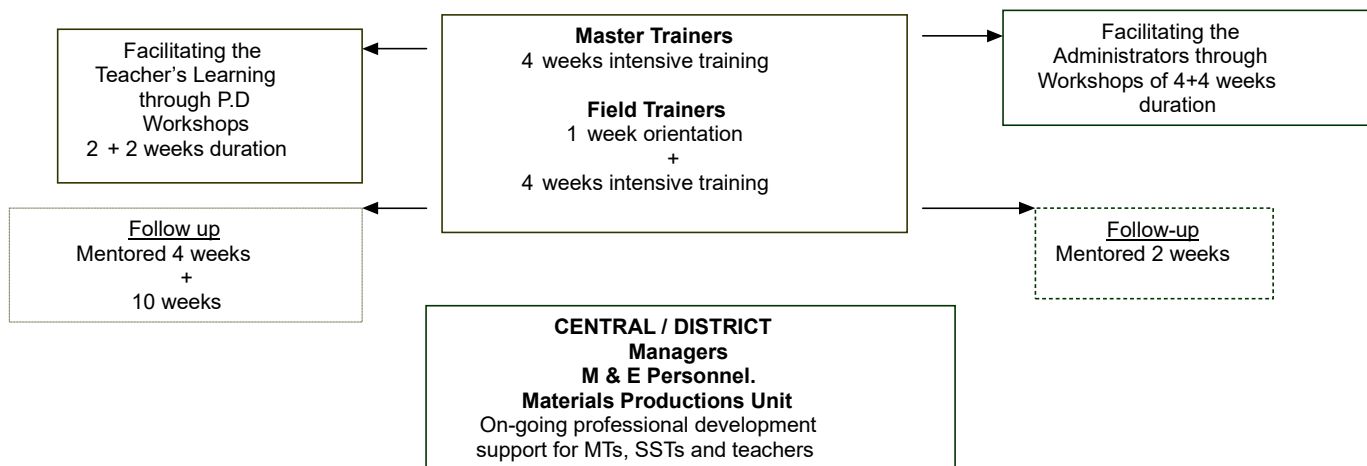 Facilitating the
Teacher’s Learning
through P.D
Workshops
2 + 2 weeks duration
Master Trainers
4 weeks intensive training
Field Trainers
1 week orientation
+
4 weeks intensive training
Facilitating the
Administrators through
Workshops of 4+4 weeks
duration
Follow up
Mentored 4 weeks
+
10 weeks
Follow-up
Mentored 2 weeks
CENTRAL / DISTRICT
Managers
M & E Personnel.
Materials Productions Unit
On-going professional development
support for MTs, SSTs and teachers